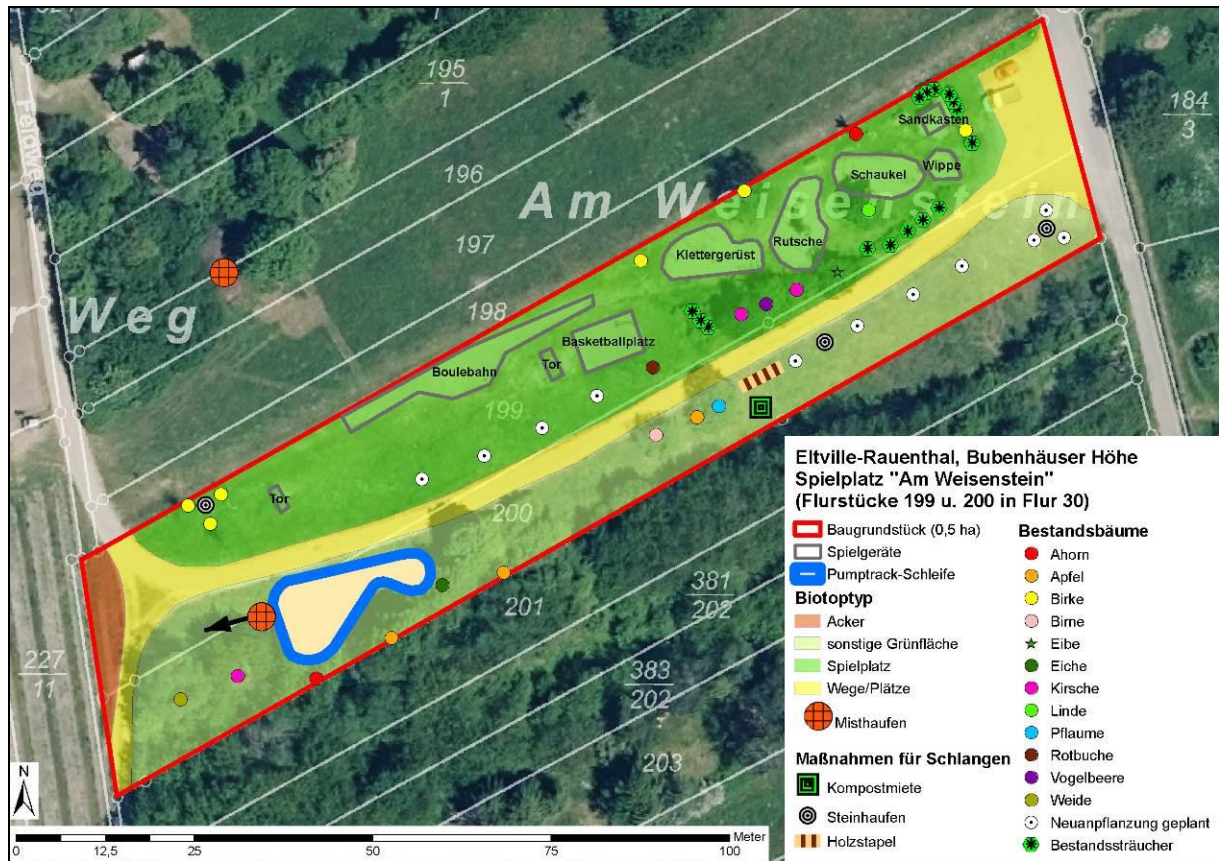 195
1
184
3
Feldweg
196
Sandkasten
Wippe
Schaukel
Am Weisenstein
197
Rutsche
Klettergerüst
r Weg
198
Basketballplatz
Tor
Boulebahn
199
Tor
200
201
381
202
227
11
383
202
203
Eltville-Rauenthal, Bubenhäuser Höhe
Spielplatz "Am Weisenstein"
(Flurstücke 199 u. 200 in Flur 30)
Baugrundstück (0,5 ha)
Spielgeräte
Pumptrack-Schleife
Biotoptyp
Acker
sonstige Grünfläche
Spielplatz
Wege/Plätze
Misthaufen
Maßnahmen für Schlangen
Kompostmiete
Steinhaufen
Holzstapel
Bestandsbäume
Ahorn
Apfel
Birke
Birne
Eibe
Eiche
Kirsche
Linde
Pflaume
Rotbuche
Vogelbeere
Weide
Neuanpflanzung geplant
Bestandssträucher
N
Meter
0 12,5 25 50 75 100